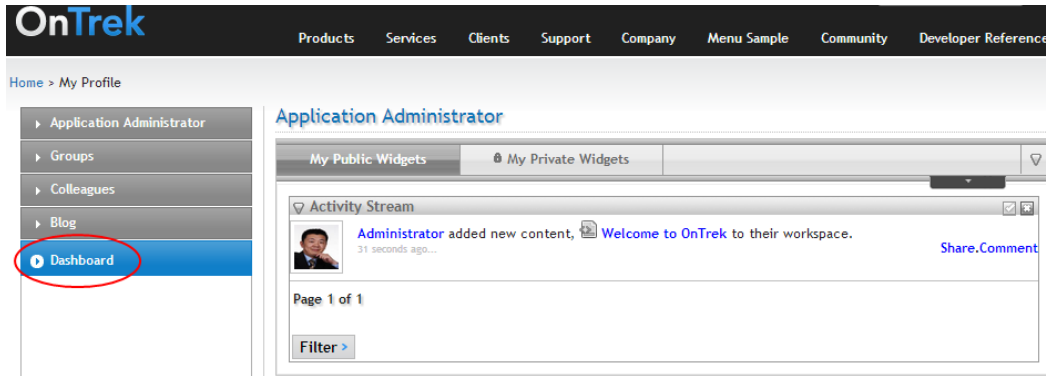 OnTrek
Products Services Clients Support Company Menu Sample Community Developer Reference
Home > My Profile
Application Administrator
Groups
Colleagues
Blog
Dashboard
Application Administrator
My Public Widgets My Private Widgets
Activity Stream
Administrator added new content, Welcome to OnTrek to their workspace.
31 seconds ago...
Share.Comment
Page 1 of 1
Filter >